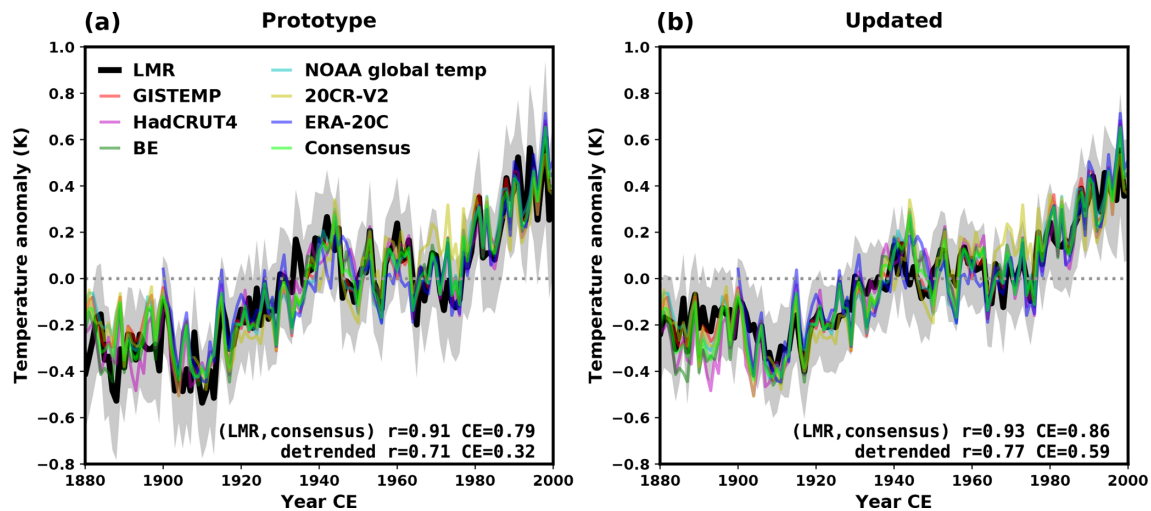 (a) Prototype
1.0
0.8
0.6
0.4
0.2
0.0
−0.2
−0.4
−0.6
−0.8
Temperature anomaly (K)
LMR
GISTEMP
HadCRUT4
BE
NOAA global temp
20CR-V2
ERA-20C
Consensus
(LMR,consensus) r=0.91 CE=0.79
detrended r=0.71 CE=0.32
1880 1900 1920 1940 1960 1980 2000
Year CE
(b) Updated
1.0
0.8
0.6
0.4
0.2
0.0
−0.2
−0.4
−0.6
−0.8
Temperature anomaly (K)
(LMR,consensus) r=0.93 CE=0.86
detrended r=0.77 CE=0.59
1880 1900 1920 1940 1960 1980 2000
Year CE